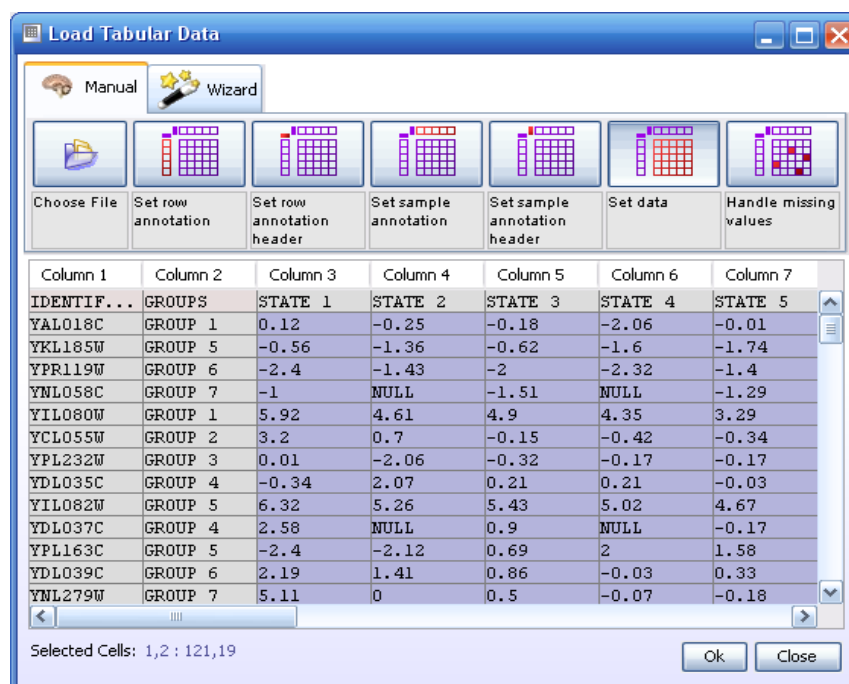 Load Tabular Data
Manual Wizard
Choose File Set row annotation Set row annotation header Set sample annotation Set sample annotation header Set data Handle missing values
Column 1 Column 2 Column 3 Column 4 Column 5 Column 6 Column 7
IDENTIF... GROUPS STATE 1 STATE 2 STATE 3 STATE 4 STATE 5
YAL018C GROUP 1 0.12 -0.25 -0.18 -2.06 -0.01
YKL185W GROUP 5 -0.56 -1.36 -0.62 -1.6 -1.74
YPR119W GROUP 6 -2.4 -1.43 -2 -2.32 -1.4
YNL058C GROUP 7 -1 NULL -1.51 NULL -1.29
YIL080W GROUP 1 5.92 4.61 4.9 4.35 3.29
YCL055W GROUP 2 3.2 0.7 -0.15 -0.42 -0.34
YPL232W GROUP 3 0.01 -2.06 -0.32 -0.17 -0.17
YDL035C GROUP 4 -0.34 2.07 0.21 0.21 -0.03
YIL082W GROUP 5 6.32 5.26 5.43 5.02 4.67
YDL037C GROUP 4 2.58 NULL 0.9 NULL -0.17
YPL163C GROUP 5 -2.4 -2.12 0.69 2 1.58
YDL039C GROUP 6 2.19 1.41 0.86 -0.03 0.33
YNL279W GROUP 7 5.11 0 0.5 -0.07 -0.18
Selected Cells: 1,2 : 121,19 Ok Close